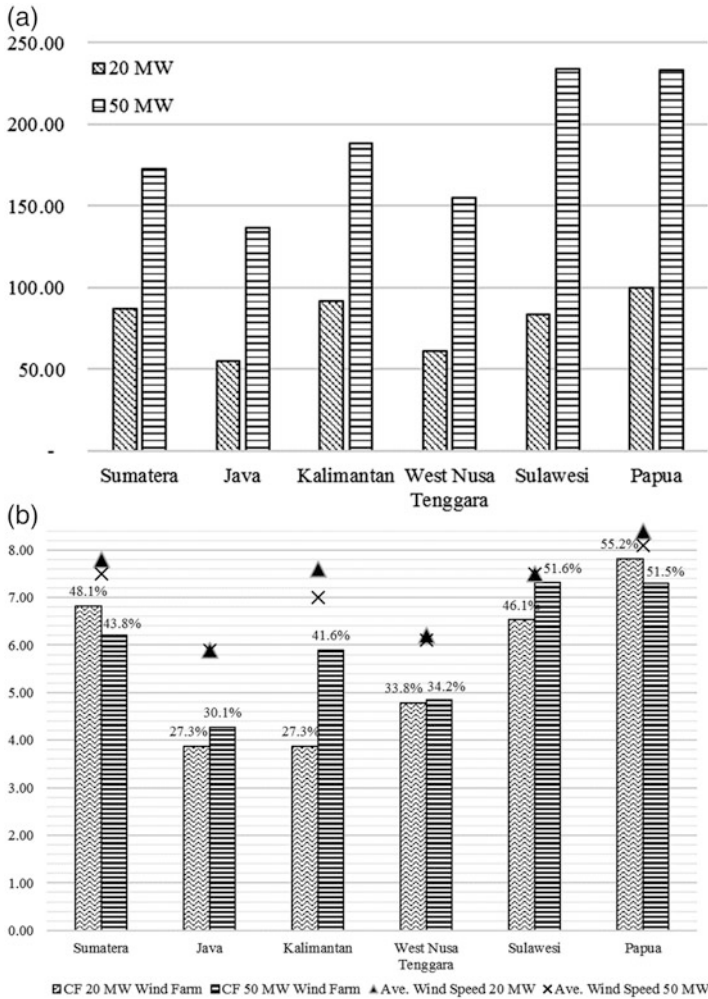 (a)
250.00
20 MW
50 MW
200.00
150.00
100.00
50.00
-
Sumatera Java Kalimantan West Nusa Sulawesi Papua
Tenggara
(b)
8.00
55.2%
51.6% 51.5%
7.00
48.1%
46.1%
43.8%
41.6%
6.00
5.00
33.8% 34.2%
30.1%
27.3% 27.3%
4.00
3.00
2.00
1.00
0.00
Sumatera Java Kalimantan West Nusa Sulawesi Papua
Tenggara
CF 20 MW Wind Farm CF 50 MW Wind Farm Ave. Wind Speed 20 MW Ave. Wind Speed 50 MW